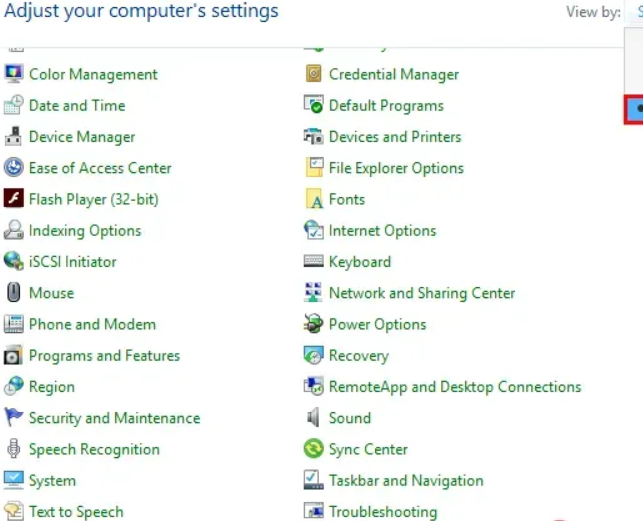 Adjust your computer's settings
View by:
Color Management
Credential Manager
Date and Time
Default Programs
Device Manager
Devices and Printers
Ease of Access Center
File Explorer Options
Flash Player (32-bit)
Fonts
Indexing Options
Internet Options
iSCSI Initiator
Keyboard
Mouse
Network and Sharing Center
Phone and Modem
Power Options
Programs and Features
Recovery
Region
RemoteApp and Desktop Connections
Security and Maintenance
Sound
Speech Recognition
Sync Center
System
Taskbar and Navigation
Text to Speech
Troubleshooting